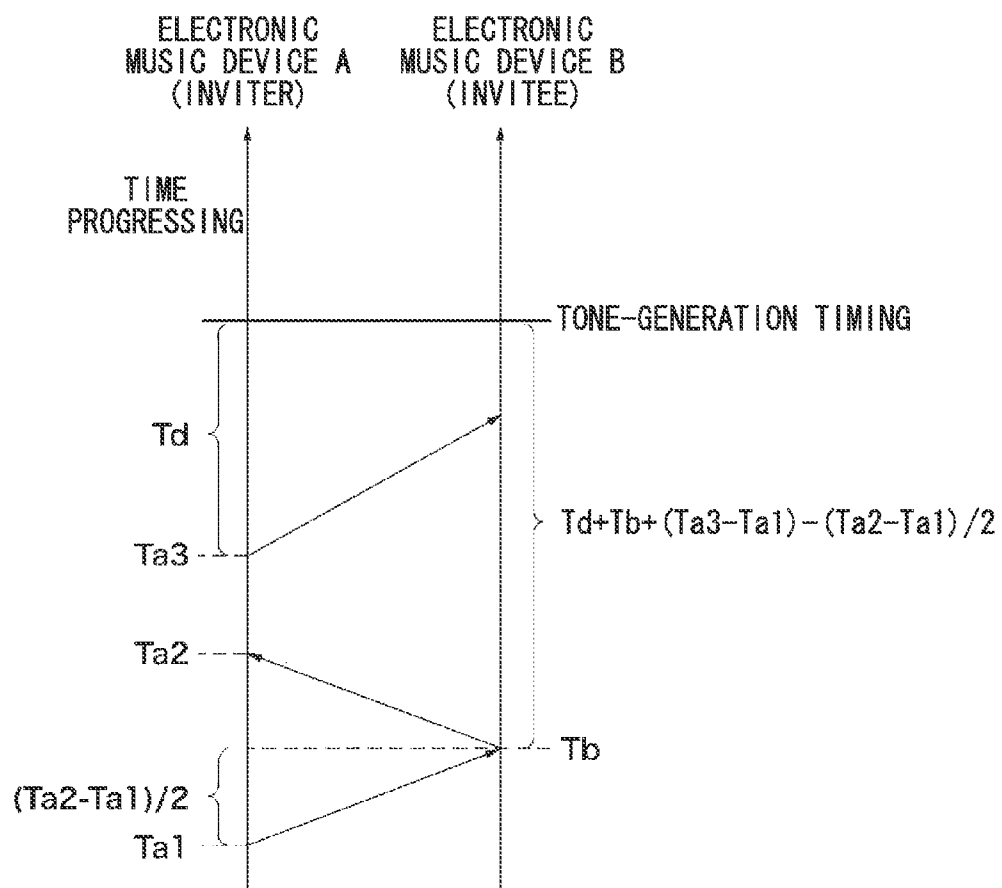 ELECTRONIC
MUSIC DEVICE A
(INVITER)
ELECTRONIC
MUSIC DEVICE B
(INVITEE)
TIME
PROGRESSING
TONE-GENERATION TIMING
Td
Td+Tb+(Ta3-Ta1)-(Ta2-Ta1)/2
Ta3
Ta2
Tb
(Ta2-Ta1)/2
Ta1